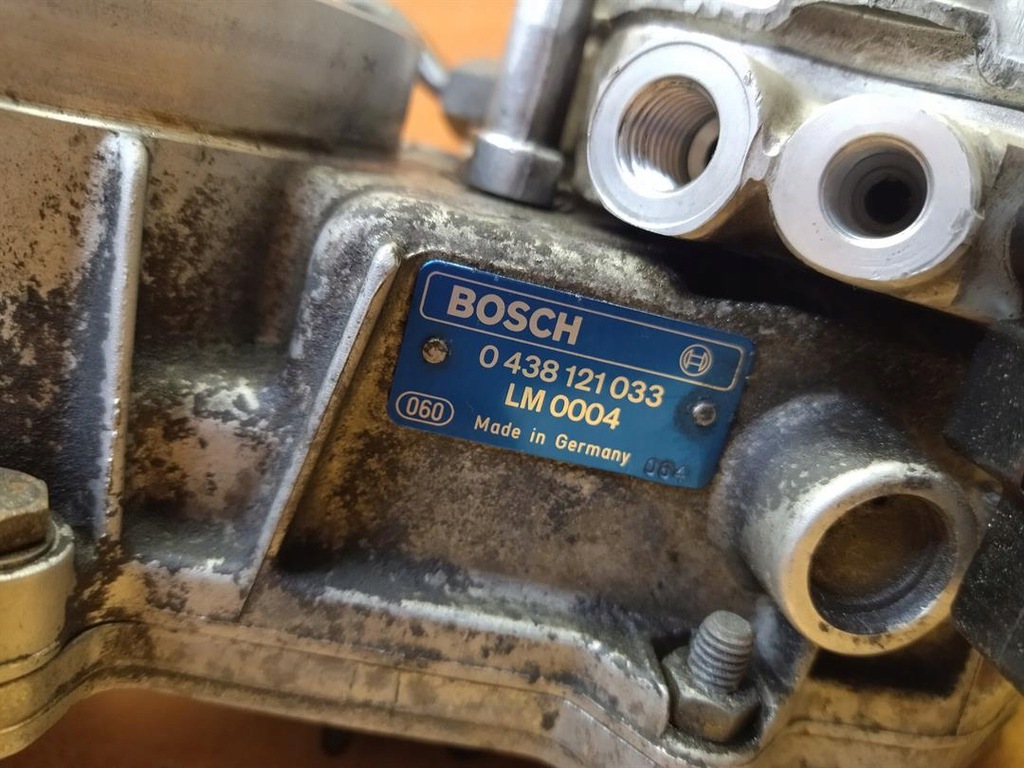 BOSCH
0 438 121 033
LM 0004
060
Made in Germany
064